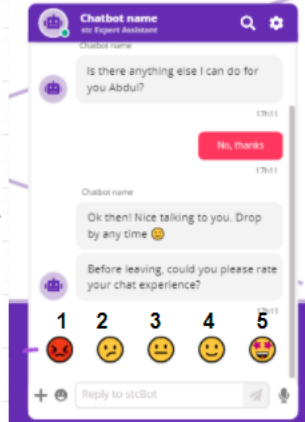 Chatbot name
stc Expert Assistant
Chatbot name
Is there anything else I can do for
you Abdul?
17h11
No, thanks
17h11
Chatbot name
Ok then! Nice talking to you. Drop
by any time
Before leaving, could you please rate
your chat experience?
17h11
1 2 3 4 5
Reply to stcBot